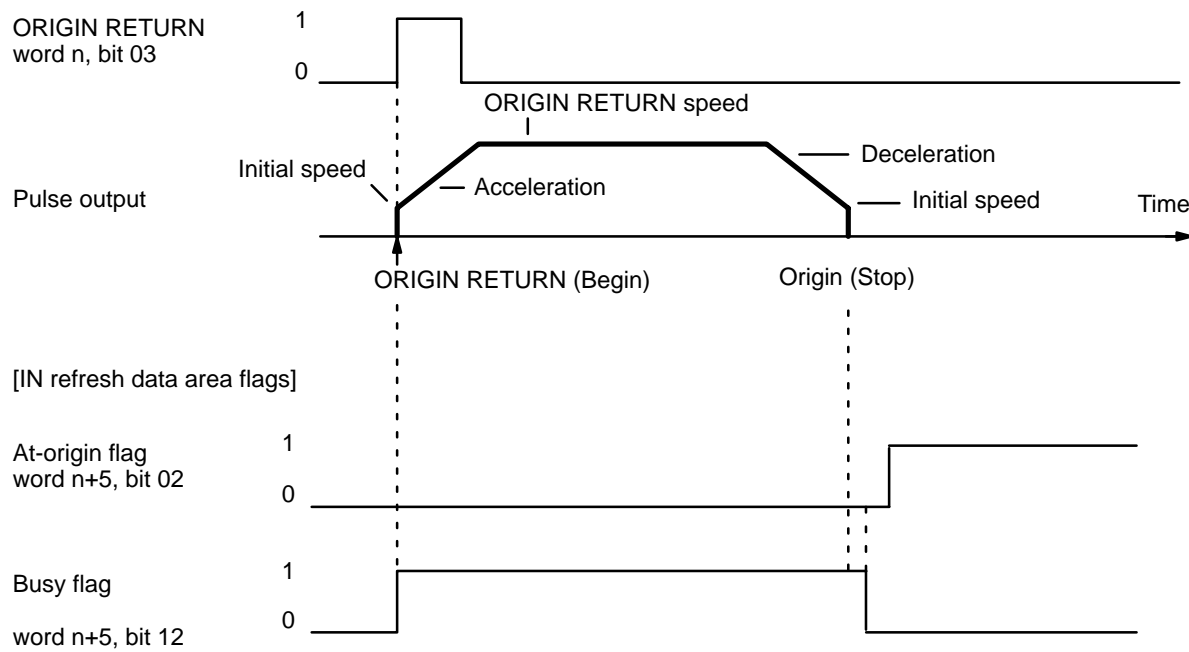 ORIGIN RETURN
word n, bit 03
1
0
ORIGIN RETURN speed
Initial speed
Acceleration
Deceleration
Pulse output
Initial speed
Time
ORIGIN RETURN (Begin)
Origin (Stop)
[IN refresh data area flags]
At-origin flag
word n+5, bit 02
1
0
Busy flag
word n+5, bit 12
1
0